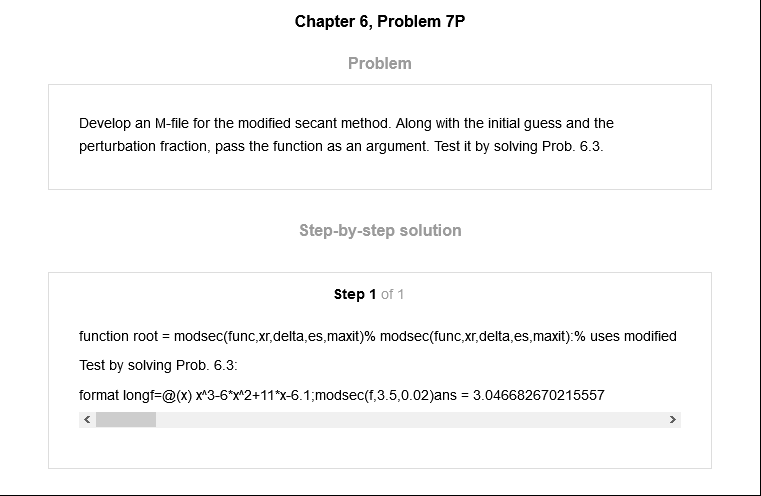 Chapter 6, Problem 7P
Problem
Develop an M-file for the modified secant method. Along with the initial guess and the
perturbation fraction, pass the function as an argument. Test it by solving Prob. 6.3.
Step-by-step solution
Step 1 of 1
function root = modsec(func,xr,delta,es,maxit)% modsec(func,xr,delta,es,maxit):% uses modified
Test by solving Prob. 6.3:
format longf=@(x) x^3-6*x^2+11*x-6.1;modsec(f,3.5,0.02)ans = 3.046682670215557